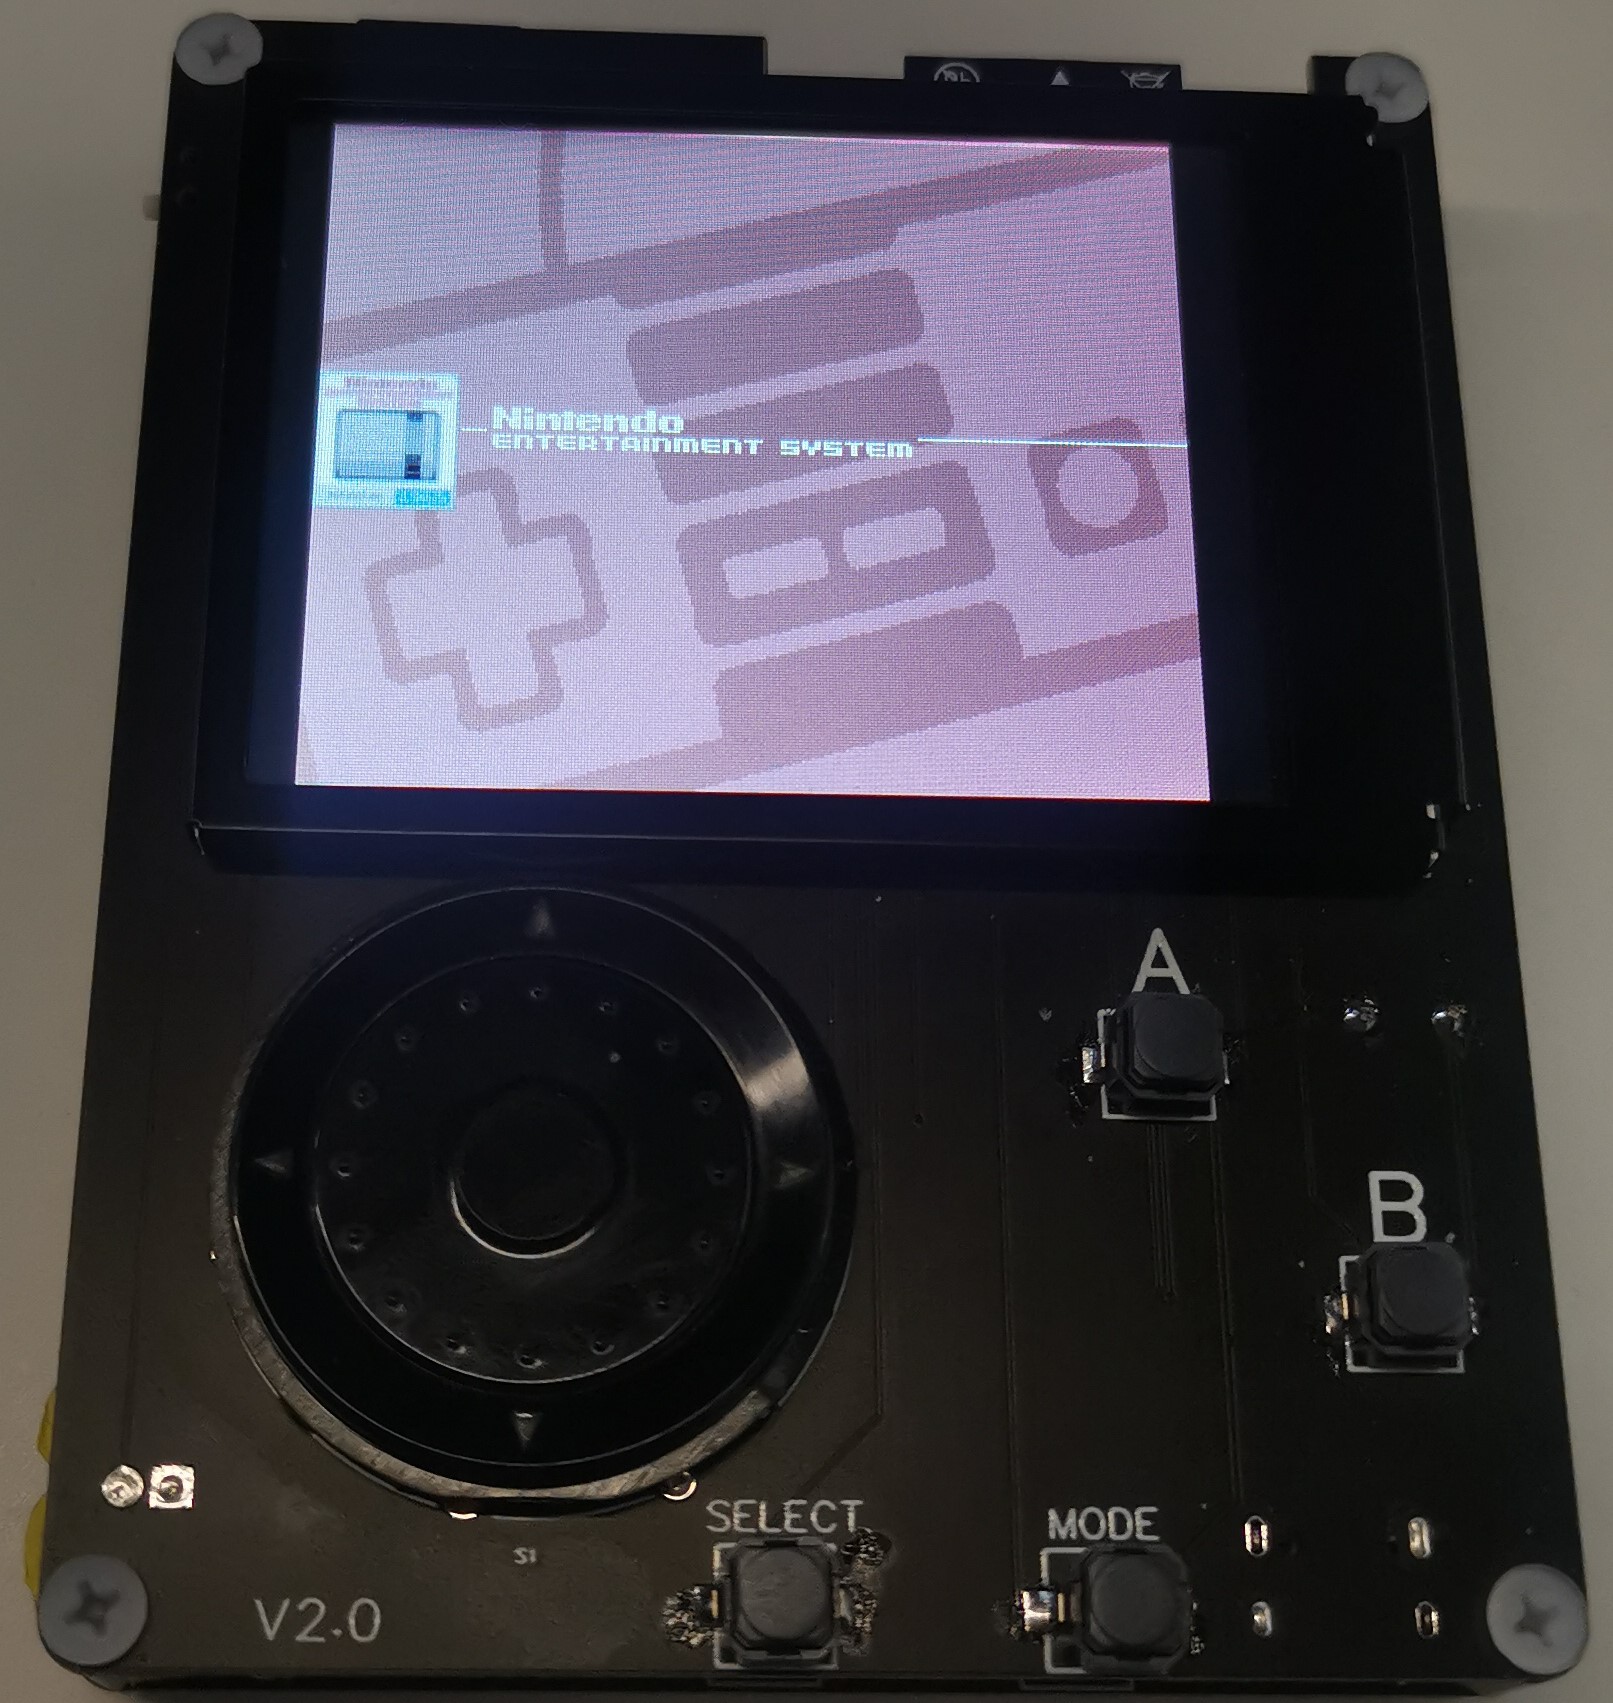 Nintendo
ENTERTAINMENT SYSTEM
A
B
SELECT
MODE
S1
V2.0